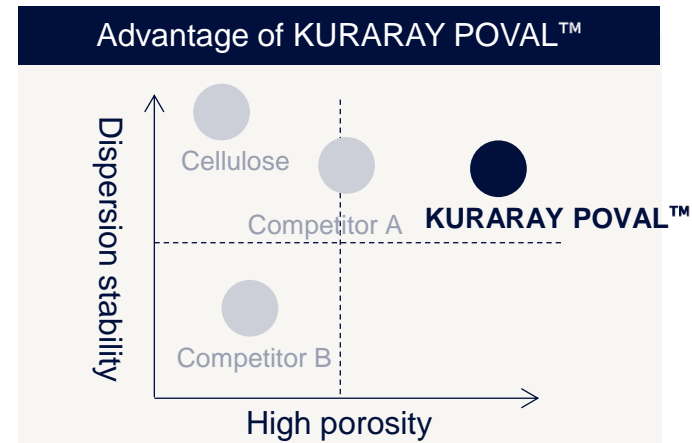 Advantage of KURARAY POVAL™
Dispersion stability
Cellulose
Competitor A
KURARAY POVAL™
Competitor B
High porosity